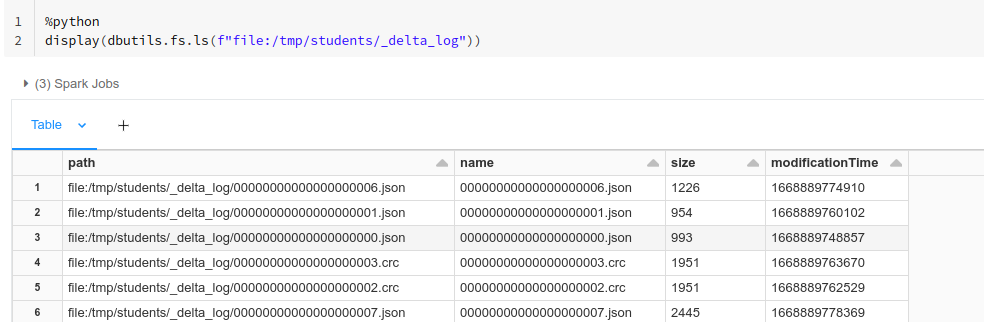 1 %python
2 display(dbutils.fs.ls(f"file:/tmp/students/_delta_log"))
(3) Spark Jobs
Table +
path name size modificationTime
1 file:/tmp/students/_delta_log/00000000000000000006.json 00000000000000000006.json 1226 1668889774910
2 file:/tmp/students/_delta_log/00000000000000000001.json 00000000000000000001.json 954 1668889760102
3 file:/tmp/students/_delta_log/00000000000000000000.json 00000000000000000000.json 993 1668889748857
4 file:/tmp/students/_delta_log/00000000000000000003.crc 00000000000000000003.crc 1951 1668889763670
5 file:/tmp/students/_delta_log/00000000000000000002.crc 00000000000000000002.crc 1951 1668889762529
6 file:/tmp/students/_delta_log/00000000000000000007.json 00000000000000000007.json 2445 1668889778369